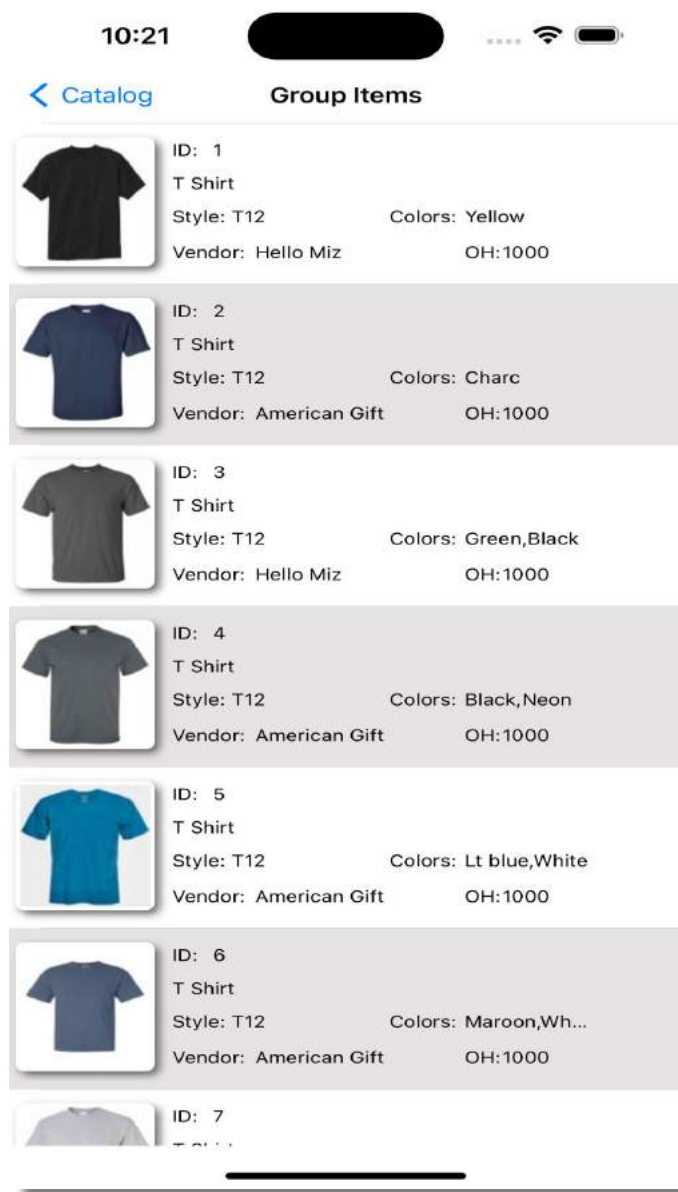 10:21
Catalog
Group Items
ID: 1
T Shirt
Style: T12 Colors: Yellow
Vendor: Hello Miz OH:1000
ID: 2
T Shirt
Style: T12 Colors: Charc
Vendor: American Gift OH:1000
ID: 3
T Shirt
Style: T12 Colors: Green,Black
Vendor: Hello Miz OH:1000
ID: 4
T Shirt
Style: T12 Colors: Black,Neon
Vendor: American Gift OH:1000
ID: 5
T Shirt
Style: T12 Colors: Lt blue,White
Vendor: American Gift OH:1000
ID: 6
T Shirt
Style: T12 Colors: Maroon,Wh...
Vendor: American Gift OH:1000
ID: 7